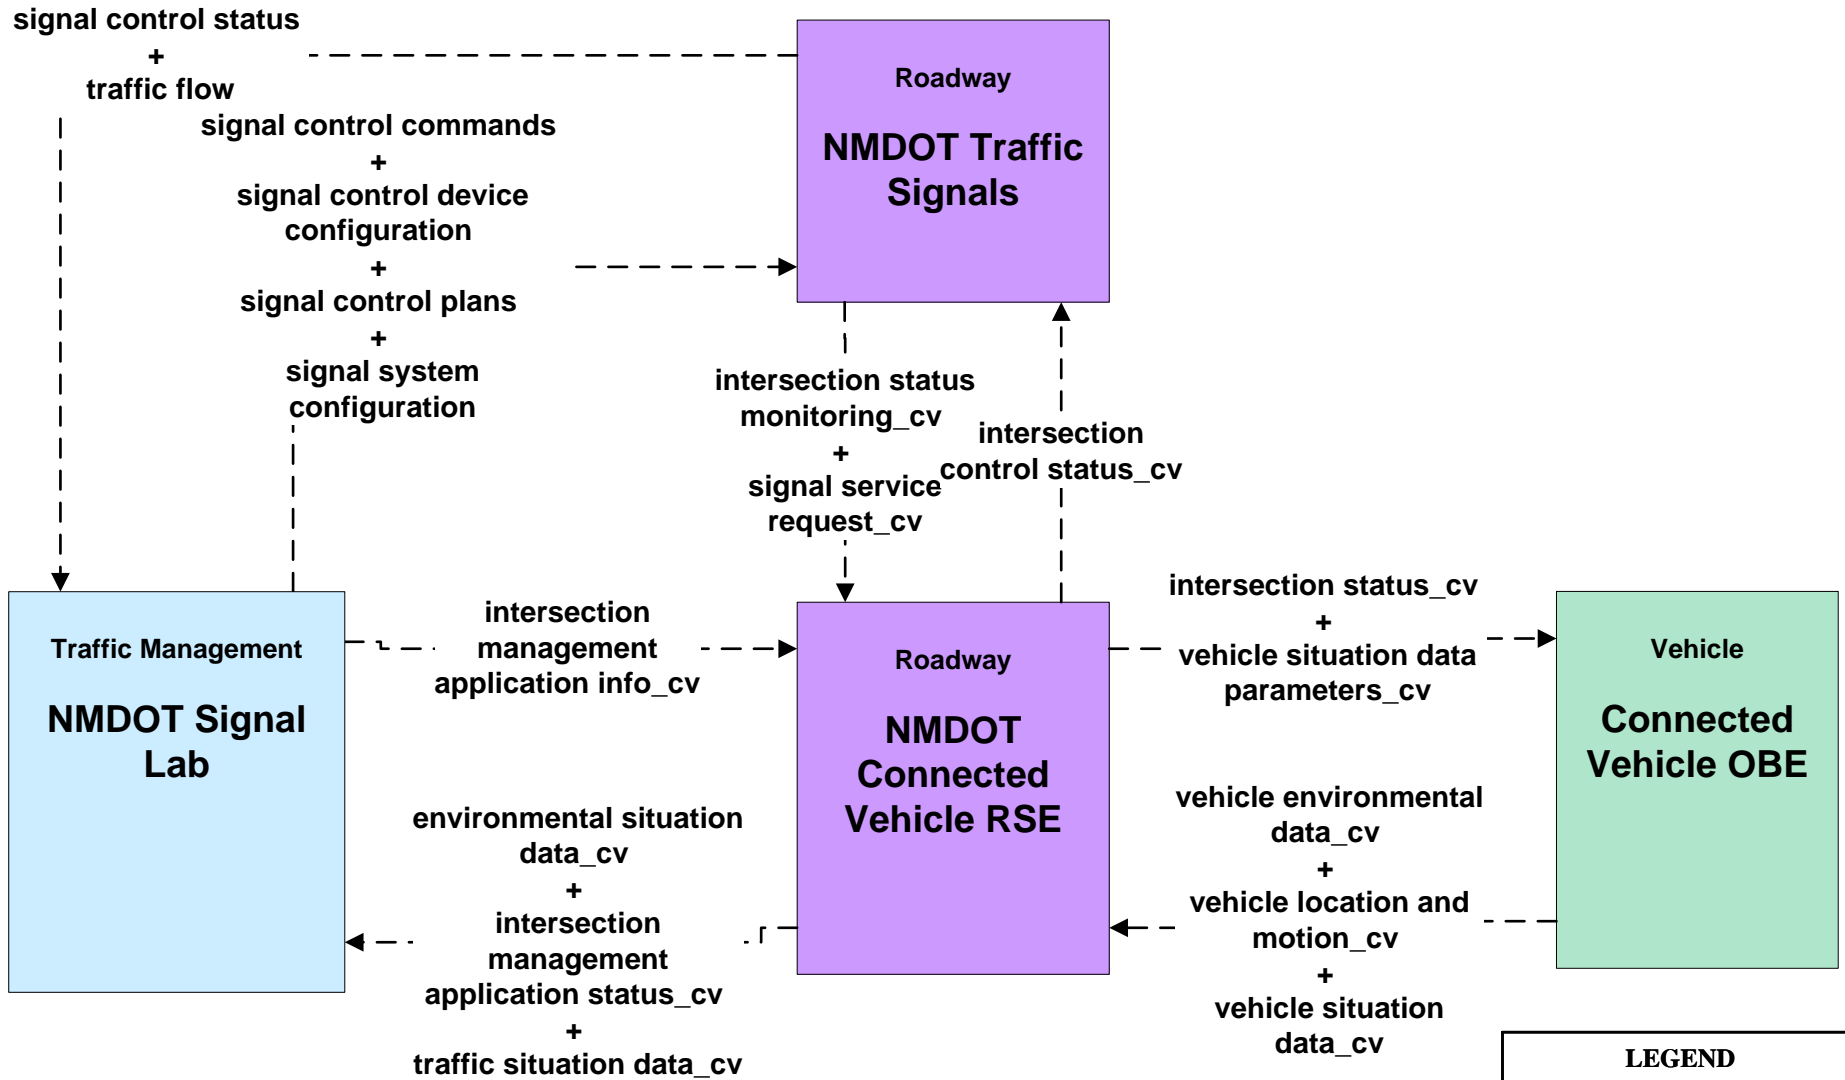 signal control status
+
traffic flow
signal control commands
+
signal control device
configuration
+
signal control plans
+
signal system
configuration
Roadway
NMDOT Traffic
Signals
intersection status
monitoring_cv
+
signal service
request_cv
intersection
control status_cv
Traffic Management
NMDOT Signal
Lab
intersection
management
application info_cv
Roadway
NMDOT
Connected
Vehicle RSE
intersection status_cv
+
vehicle situation data
parameters_cv
Vehicle
Connected
Vehicle OBE
environmental situation
data_cv
+
intersection
management
application status_cv
+
traffic situation data_cv
vehicle environmental
data_cv
+
vehicle location and
motion_cv
+
vehicle situation
data_cv
LEGEND